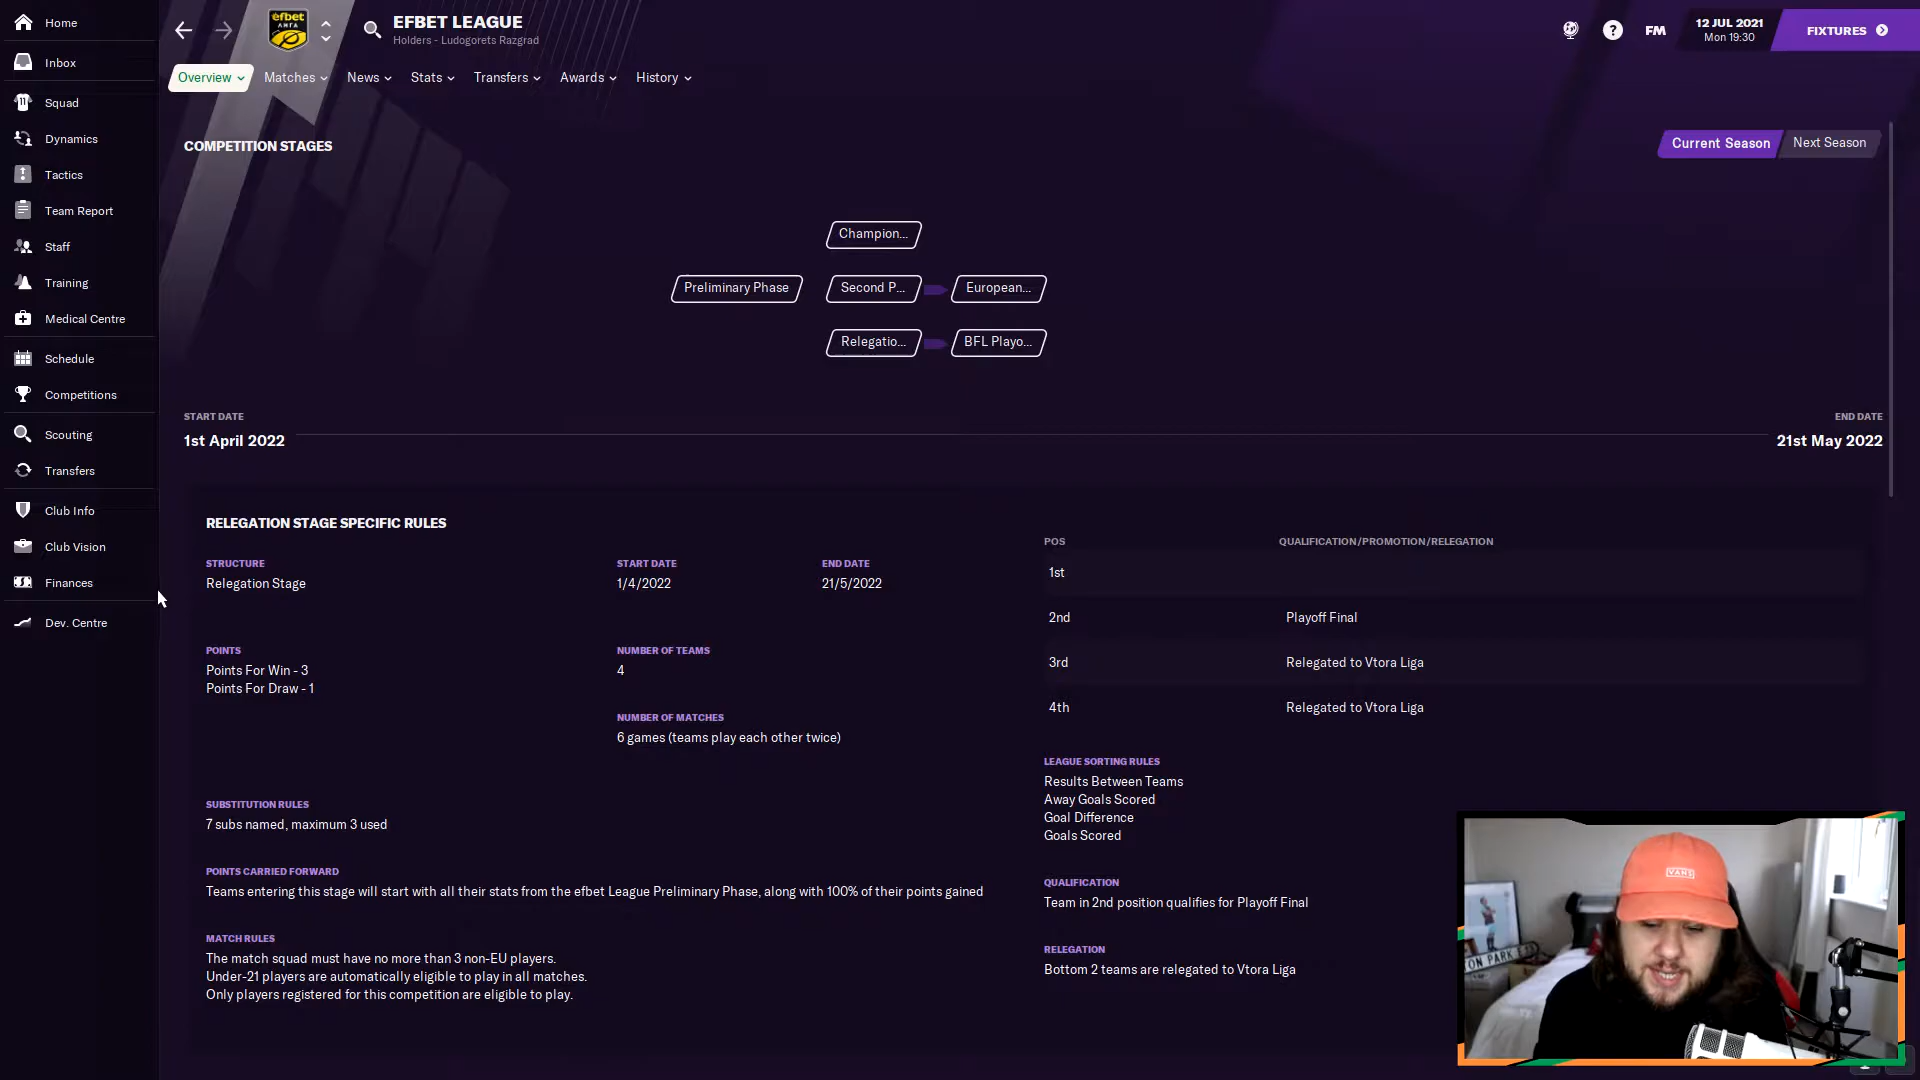 Home
Inbox
Squad
Dynamics
Tactics
Team Report
Staff
Training
Medical Centre
Schedule
Competitions
Scouting
Transfers
Club Info
Club Vision
Finances
Dev. Centre
efbet
ЛИГА
EFBET LEAGUE
Holders - Ludogorets Razgrad
?
FM
12 JUL 2021
Mon 19:30
FIXTURES
Overview
Matches
News
Stats
Transfers
Awards
History
COMPETITION STAGES
Current Season
Next Season
Champion...
Preliminary Phase
Second P...
European...
Relegatio...
BFL Playo...
START DATE
1st April 2022
END DATE
21st May 2022
RELEGATION STAGE SPECIFIC RULES
STRUCTURE
Relegation Stage
START DATE
1/4/2022
END DATE
21/5/2022
POINTS
Points For Win - 3
Points For Draw - 1
NUMBER OF TEAMS
4
NUMBER OF MATCHES
6 games (teams play each other twice)
SUBSTITUTION RULES
7 subs named, maximum 3 used
POINTS CARRIED FORWARD
Teams entering this stage will start with all their stats from the efbet League Preliminary Phase, along with 100% of their points gained
MATCH RULES
The match squad must have no more than 3 non-EU players.
Under-21 players are automatically eligible to play in all matches.
Only players registered for this competition are eligible to play.
POS QUALIFICATION/PROMOTION/RELEGATION
1st
2nd Playoff Final
3rd Relegated to Vtora Liga
4th Relegated to Vtora Liga
LEAGUE SORTING RULES
Results Between Teams
Away Goals Scored
Goal Difference
Goals Scored
QUALIFICATION
Team in 2nd position qualifies for Playoff Final
RELEGATION
Bottom 2 teams are relegated to Vtora Liga
VANS
TON PARK